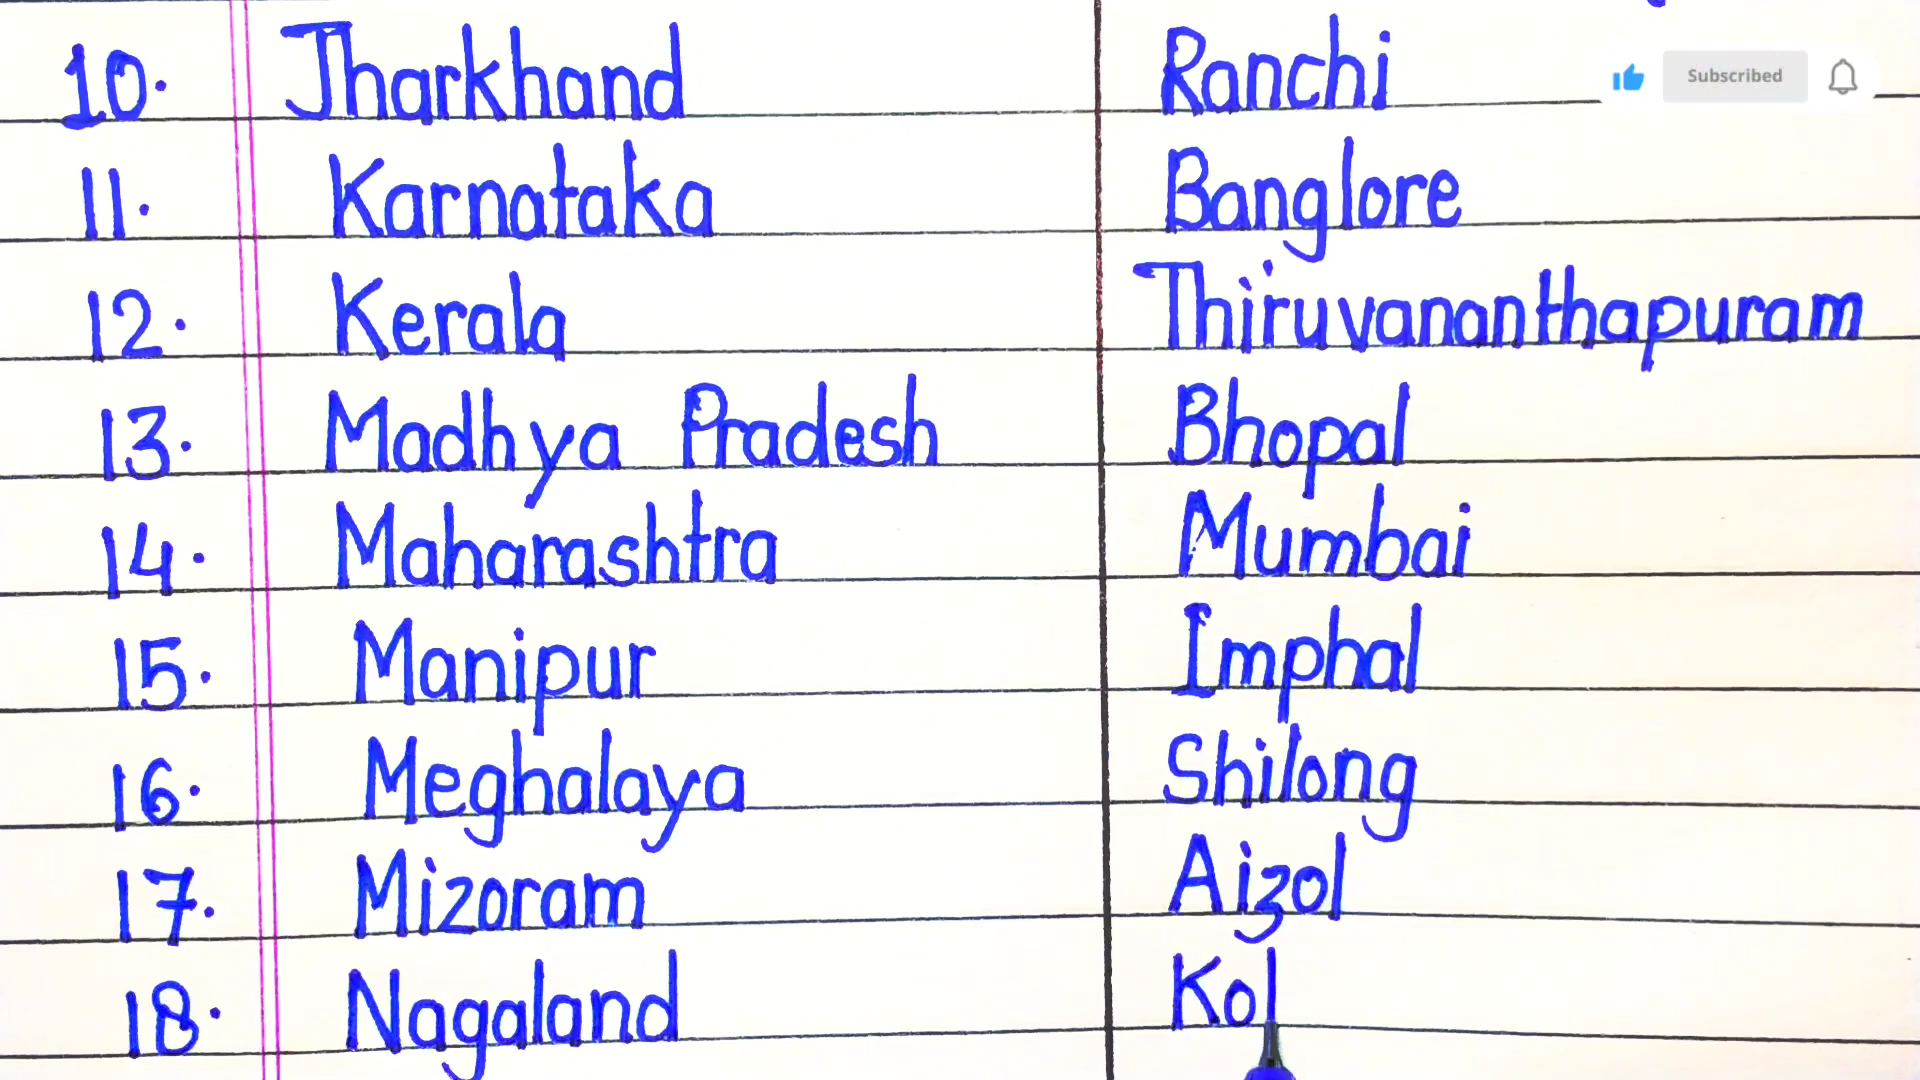 10. Jharkhand Ranchi
Subscribed
11. Karnataka Banglore
12. Kerala Thiruvananthapuram
13. Madhya Pradesh Bhopal
14. Maharashtra Mumbai
15. Manipur Imphal
16. Meghalaya Shilong
17. Mizoram Aizol
18. Nagaland Kol